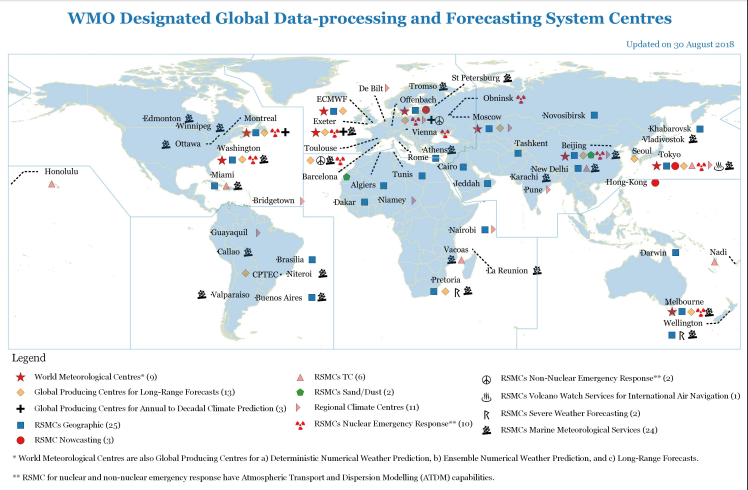 WMO Designated Global Data-processing and Forecasting System Centres
Updated on 30 August 2018
St Petersburg
Tromso
De Bilt
Obninsk
ECMWF
Offenbach
Edmonton
Montreal
Novosibirsk
Winnipeg
Exeter
Moscow
Khabarovsk
Vienna
Vladivostok
Ottawa
Washington
Toulouse
Athens
Tashkent
Beijing
Seoul
Rome
Tokyo
Honolulu
Miami
Barcelona
Tunis
Cairo
New Delhi
Karachi
Algiers
Jeddah
Pune
Hong-Kong
Bridgetown
Dakar
Niamey
Guayaquil
Nairobi
Callao
Vacoas
Darwin
Nadi
Brasilia
CPTEC
Niteroi
La Reunion
Pretoria
Valparaiso
Buenos Aires
Melbourne
Wellington
Legend
World Meteorological Centres* (9)
Global Producing Centres for Long-Range Forecasts (13)
Global Producing Centres for Annual to Decadal Climate Prediction (3)
RSMCs Geographic (25)
RSMC Nowcasting (3)
RSMCs TC (6)
RSMCs Sand/Dust (2)
Regional Climate Centres (11)
RSMCs Nuclear Emergency Response** (10)
RSMCs Non-Nuclear Emergency Response** (2)
RSMCs Volcano Watch Services for International Air Navigation (1)
RSMCs Severe Weather Forecasting (2)
RSMCs Marine Meteorological Services (24)
* World Meteorological Centres are also Global Producing Centres for a) Deterministic Numerical Weather Prediction, b) Ensemble Numerical Weather Prediction, and c) Long-Range Forecasts.
** RSMC for nuclear and non-nuclear emergency response have Atmospheric Transport and Dispersion Modelling (ATDM) capabilities.